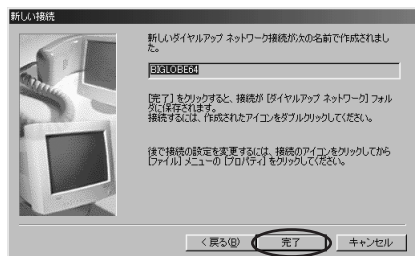 新しい接続
新しいダイヤルアップ ネットワーク接続が次の名前で作成されまし
た。
BIGLOBE64
[完了] をクリックすると、接続が [ダイヤルアップ ネットワーク] フォル
ダに保存されます。
接続するには、作成されたアイコンをダブルクリックしてください。
後で接続の設定を変更するには、接続のアイコンをクリックしてから
[ファイル] メニューの [プロパティ] をクリックしてください。
< 戻る(B) 完了 キャンセル